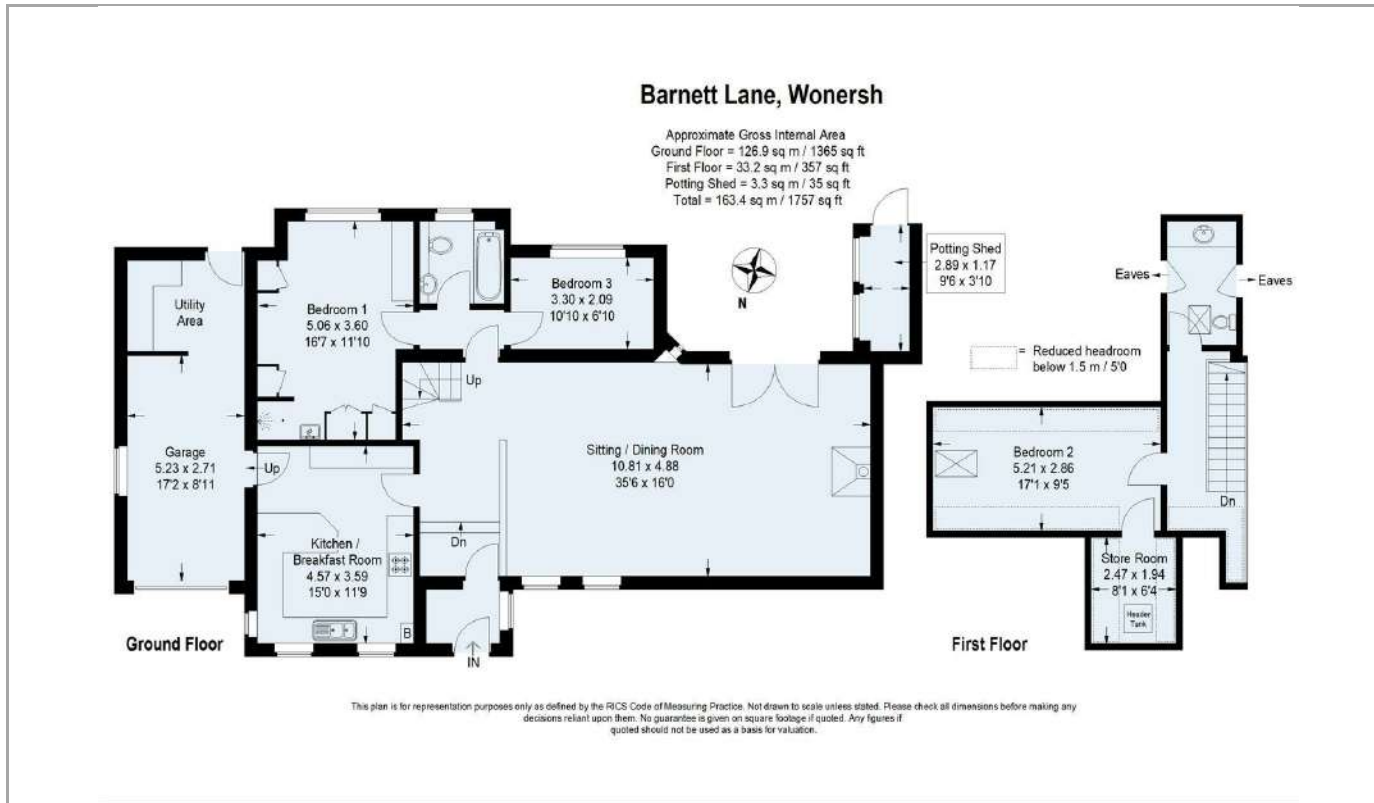 Barnett Lane, Wonersh
Approximate Gross Internal Area
Ground Floor = 126.9 sq m / 1365 sq ft
First Floor = 33.2 sq m / 357 sq ft
Potting Shed = 3.3 sq m / 35 sq ft
Total = 163.4 sq m / 1757 sq ft
N
Potting Shed
2.89 x 1.17
9'6 x 3'10
Eaves
Eaves
= Reduced headroom
below 1.5 m / 5'0
Utility
Area
Bedroom 1
5.06 x 3.60
16'7 x 11'10
Bedroom 3
3.30 x 2.09
10'10 x 6'10
Up
Garage
5.23 x 2.71
17'2 x 8'11
Up
Sitting / Dining Room
10.81 x 4.88
35'6 x 16'0
Kitchen /
Breakfast Room
4.57 x 3.59
15'0 x 11'9
Dn
B
IN
Ground Floor
Bedroom 2
5.21 x 2.86
17'1 x 9'5
Dn
Store Room
2.47 x 1.94
8'1 x 6'4
Header
Tank
First Floor
This plan is for representation purposes only as defined by the RICS Code of Measuring Practice. Not drawn to scale unless stated. Please check all dimensions before making any
decisions reliant upon them. No guarantee is given on square footage if quoted. Any figures if
quoted should not be used as a basis for valuation.